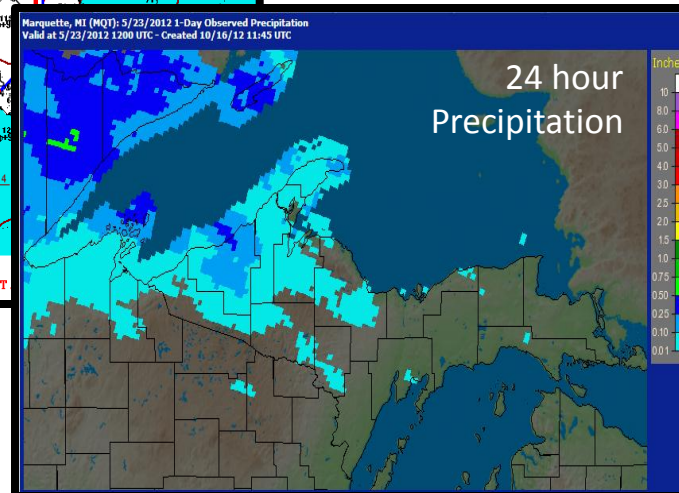 Marquette, MI (MQT): 5/23/2012 1-Day Observed Precipitation
Valid at 5/23/2012 1200 UTC - Created 10/16/12 11:45 UTC
24 hour
Precipitation
Inche
10
8.0
6.0
5.0
4.0
3.0
2.5
2.0
1.5
1.0
0.75
0.50
0.25
0.10
0.01
4
T